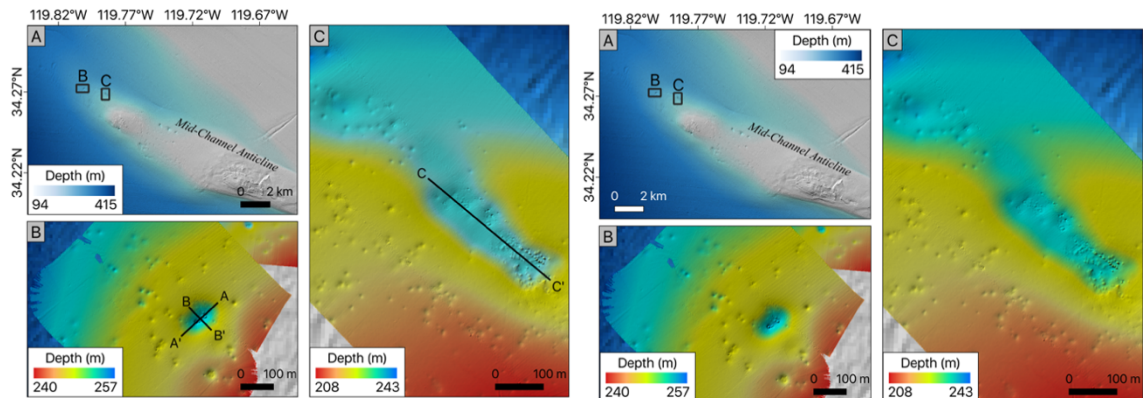 119.82°W 119.77°W 119.72°W 119.67°W
A
B
C
34.27°N
34.22°N
Mid-Channel Anticline
Depth (m)
94 415
0 2 km
B
B
A
A'
B'
Depth (m)
240 257
0 100 m
C
C
C'
Depth (m)
208 243
0 100 m
119.82°W 119.77°W 119.72°W 119.67°W
A
Depth (m)
94 415
B
C
34.27°N
34.22°N
Mid-Channel Anticline
0 2 km
B
Depth (m)
240 257
0 100 m
C
Depth (m)
208 243
0 100 m